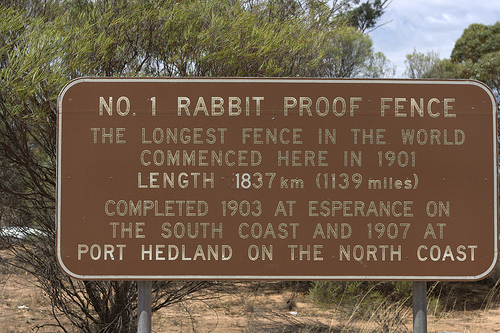 NO. 1 RABBIT PROOF FENCE
THE LONGEST FENCE IN THE WORLD
COMMENCED HERE IN 1901
LENGTH 1837 km (1139 miles)
COMPLETED 1903 AT ESPERANCE ON
THE SOUTH COAST AND 1907 AT
PORT HEDLAND ON THE NORTH COAST